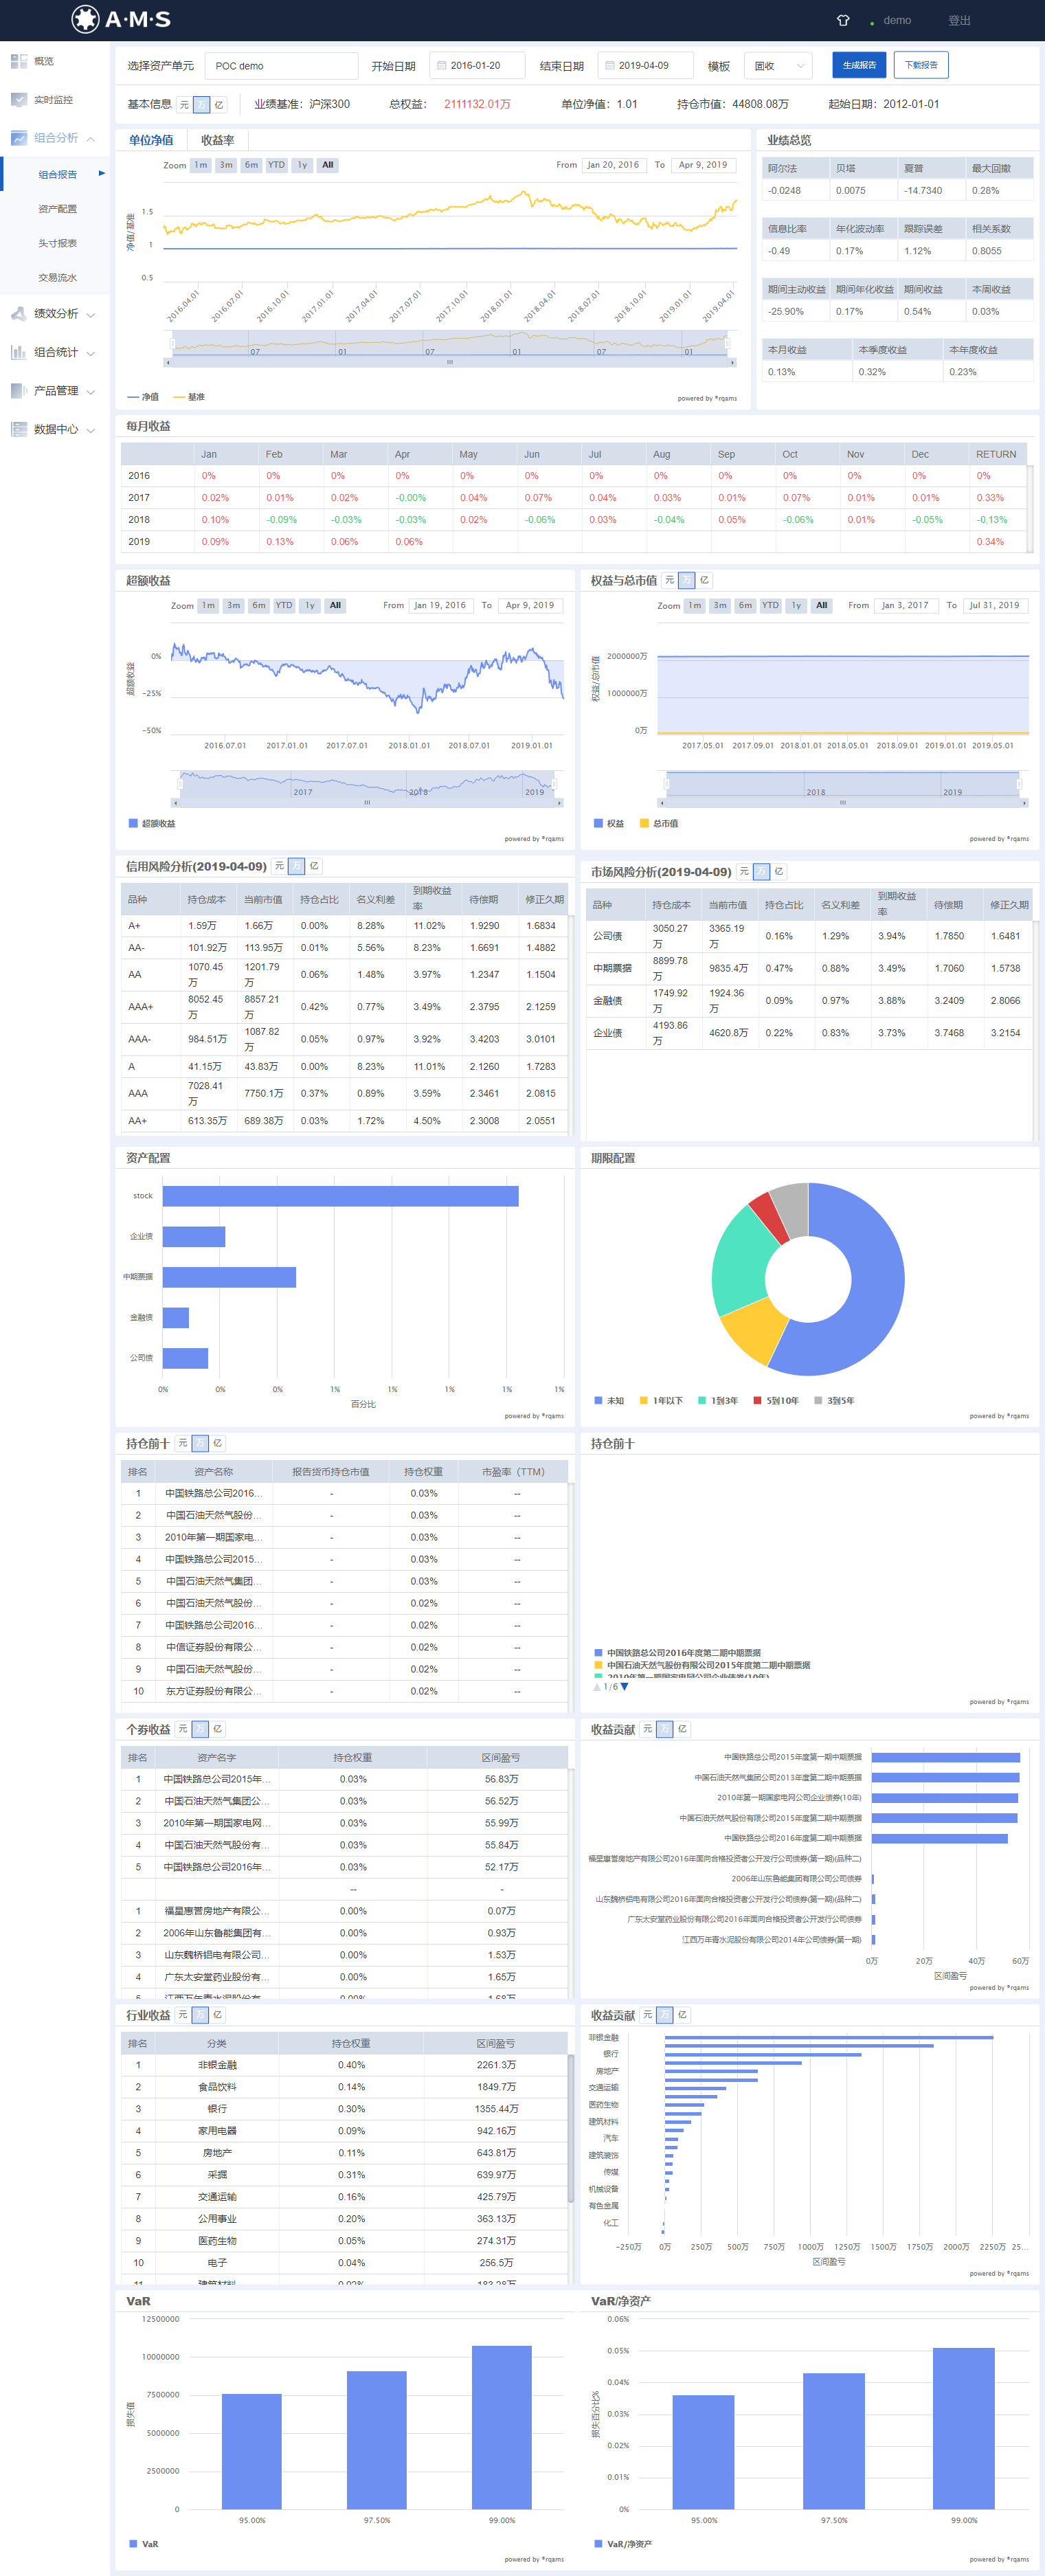 A·M·S
demo
登出
概览
实时监控
组合分析
组合报告
资产配置
头寸报表
交易流水
绩效分析
组合统计
产品管理
数据中心
选择资产单元 POC demo 开始日期 2016-01-20 结束日期 2019-04-09 模板 固收 生成报告 下载报告
基本信息 元 万 亿 业绩基准：沪深300 总权益： 2111132.01万 单位净值：1.01 持仓市值：44808.08万 起始日期：2012-01-01
单位净值 收益率
Zoom 1m 3m 6m YTD 1y All From Jan 20, 2016 To Apr 9, 2019
净值/基准
1.5
1
0.5
2016.04.01 2016.07.01 2016.10.01 2017.01.01 2017.04.01 2017.07.01 2017.10.01 2018.01.01 2018.04.01 2018.07.01 2018.10.01 2019.01.01 2019.04.01
07 01 07 01 07 01
净值 基准
powered by *rqams
业绩总览
阿尔法 贝塔 夏普 最大回撤
-0.0248 0.0075 -14.7340 0.28%
信息比率 年化波动率 跟踪误差 相关系数
-0.49 0.17% 1.12% 0.8055
期间主动收益 期间年化收益 期间收益 本周收益
-25.90% 0.17% 0.54% 0.03%
本月收益 本季度收益 本年度收益
0.13% 0.32% 0.23%
每月收益
Jan Feb Mar Apr May Jun Jul Aug Sep Oct Nov Dec RETURN
2016 0% 0% 0% 0% 0% 0% 0% 0% 0% 0% 0% 0% 0%
2017 0.02% 0.01% 0.02% -0.00% 0.04% 0.07% 0.04% 0.03% 0.01% 0.07% 0.01% 0.01% 0.33%
2018 0.10% -0.09% -0.03% -0.03% 0.02% -0.06% 0.03% -0.04% 0.05% -0.06% 0.01% -0.05% -0.13%
2019 0.09% 0.13% 0.06% 0.06% 0.34%
超额收益
Zoom 1m 3m 6m YTD 1y All From Jan 19, 2016 To Apr 9, 2019
超额收益
0%
-25%
-50%
2016.07.01 2017.01.01 2017.07.01 2018.01.01 2018.07.01 2019.01.01
2017 2018 2019
超额收益
powered by *rqams
权益与总市值 元 万 亿
Zoom 1m 3m 6m YTD 1y All From Jan 3, 2017 To Jul 31, 2019
权益/总市值
2000000万
1000000万
0万
2017.05.01 2017.09.01 2018.01.01 2018.05.01 2018.09.01 2019.01.01 2019.05.01
2018 2019
权益 总市值
powered by *rqams
信用风险分析(2019-04-09) 元 万 亿
品种 持仓成本 当前市值 持仓占比 名义利差 到期收益率 待偿期 修正久期
A+ 1.59万 1.66万 0.00% 8.28% 11.02% 1.9290 1.6834
AA- 101.92万 113.95万 0.01% 5.56% 8.23% 1.6691 1.4882
AA 1070.45万 1201.79万 0.06% 1.48% 3.97% 1.2347 1.1504
AAA+ 8052.45万 8857.21万 0.42% 0.77% 3.49% 2.3795 2.1259
AAA- 984.51万 1087.82万 0.05% 0.97% 3.92% 3.4203 3.0101
A 41.15万 43.83万 0.00% 8.23% 11.01% 2.1260 1.7283
AAA 7028.41万 7750.1万 0.37% 0.89% 3.59% 2.3461 2.0815
AA+ 613.35万 689.38万 0.03% 1.72% 4.50% 2.3008 2.0551
市场风险分析(2019-04-09) 元 万 亿
品种 持仓成本 当前市值 持仓占比 名义利差 到期收益率 待偿期 修正久期
公司债 3050.27万 3365.19万 0.16% 1.29% 3.94% 1.7850 1.6481
中期票据 8899.78万 9835.4万 0.47% 0.88% 3.49% 1.7060 1.5738
金融债 1749.92万 1924.36万 0.09% 0.97% 3.88% 3.2409 2.8066
企业债 4193.86万 4620.8万 0.22% 0.83% 3.73% 3.7468 3.2154
资产配置
stock
企业债
中期票据
金融债
公司债
0% 0% 0% 1% 1% 1% 1% 1%
百分比
powered by *rqams
期限配置
未知 1年以下 1到3年 5到10年 3到5年
powered by *rqams
持仓前十 元 万 亿
排名 资产名称 报告货币持仓市值 持仓权重 市盈率（TTM）
1 中国铁路总公司2016... - 0.03% --
2 中国石油天然气股份... - 0.03% --
3 2010年第一期国家电... - 0.03% --
4 中国铁路总公司2015... - 0.03% --
5 中国石油天然气集团... - 0.03% --
6 中国石油天然气股份... - 0.02% --
7 中国铁路总公司2016... - 0.02% --
8 中信证券股份有限公... - 0.02% --
9 中国石油天然气股份... - 0.02% --
10 东方证券股份有限公... - 0.02% --
持仓前十
中国铁路总公司2016年度第二期中期票据
中国石油天然气股份有限公司2015年度第二期中期票据
2010年第一期国家电网公司企业债券(10年)
1/6
powered by *rqams
个券收益 元 万 亿
排名 资产名字 持仓权重 区间盈亏
1 中国铁路总公司2015年... 0.03% 56.83万
2 中国石油天然气集团公... 0.03% 56.52万
3 2010年第一期国家电网... 0.03% 55.99万
4 中国石油天然气股份有... 0.03% 55.84万
5 中国铁路总公司2016年... 0.03% 52.17万
-- -
1 福星惠誉房地产有限公... 0.00% 0.07万
2 2006年山东鲁能集团有... 0.00% 0.93万
3 山东魏桥铝电有限公司... 0.00% 1.53万
4 广东太安堂药业股份有... 0.00% 1.65万
5 江西万年青水泥股份有... 0.00% 1.68万
收益贡献 元 万 亿
中国铁路总公司2015年度第一期中期票据
中国石油天然气集团公司2013年度第二期中期票据
2010年第一期国家电网公司企业债券(10年)
中国石油天然气股份有限公司2015年度第二期中期票据
中国铁路总公司2016年度第二期中期票据
福星惠誉房地产有限公司2016年面向合格投资者公开发行公司债券(第一期)(品种二)
2006年山东鲁能集团有限公司公司债券
山东魏桥铝电有限公司2016年面向合格投资者公开发行公司债券(第一期)(品种二)
广东太安堂药业股份有限公司2016年面向合格投资者公开发行公司债券
江西万年青水泥股份有限公司2014年公司债券(第一期)
0万 20万 40万 60万
区间盈亏
powered by *rqams
行业收益 元 万 亿
排名 分类 持仓权重 区间盈亏
1 非银金融 0.40% 2261.3万
2 食品饮料 0.14% 1849.7万
3 银行 0.30% 1355.44万
4 家用电器 0.09% 942.16万
5 房地产 0.11% 643.81万
6 采掘 0.31% 639.97万
7 交通运输 0.16% 425.79万
8 公用事业 0.20% 363.13万
9 医药生物 0.05% 274.31万
10 电子 0.04% 256.5万
11 建筑材料 0.02% 183.28万
收益贡献 元 万 亿
非银金融
银行
房地产
交通运输
医药生物
建筑材料
汽车
建筑装饰
传媒
机械设备
有色金属
化工
-250万 0万 250万 500万 750万 1000万 1250万 1500万 1750万 2000万 2250万 25...
区间盈亏
powered by *rqams
VaR
损失值
12500000
10000000
7500000
5000000
2500000
0
95.00% 97.50% 99.00%
VaR
powered by *rqams
VaR/净资产
损失百分比%
0.06%
0.05%
0.04%
0.03%
0.02%
0.01%
0%
95.00% 97.50% 99.00%
VaR/净资产
powered by *rqams